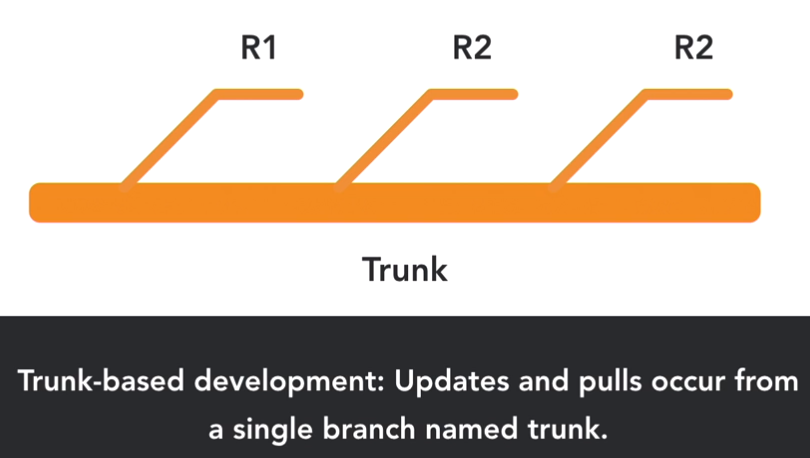 R1 R2 R2
Trunk
Trunk-based development: Updates and pulls occur from
a single branch named trunk.